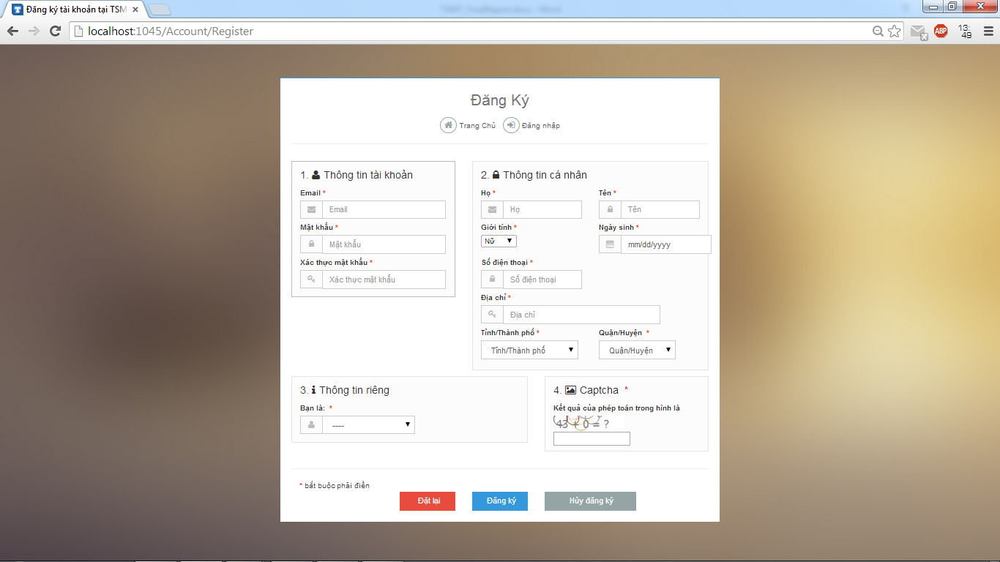 Đăng ký tài khoản tại TSM
localhost:1045/Account/Register
ABP
13:
49
Đăng Ký
Trang Chủ Đăng nhập
1. Thông tin tài khoản
Email *
Email
Mật khẩu *
Mật khẩu
Xác thực mật khẩu *
Xác thực mật khẩu
2. Thông tin cá nhân
Họ * Tên *
Họ Tên
Giới tính * Ngày sinh *
Nữ mm/dd/yyyy
Số điện thoại *
Số điện thoại
Địa chỉ *
Địa chỉ
Tỉnh/Thành phố * Quận/Huyện *
Tỉnh/Thành phố Quận/Huyện
3. Thông tin riêng
Bạn là: *
----
4. Captcha *
Kết quả của phép toán trong hình là
43 + 0 = ?
* bắt buộc phải điền
Đặt lại Đăng ký Hủy đăng ký